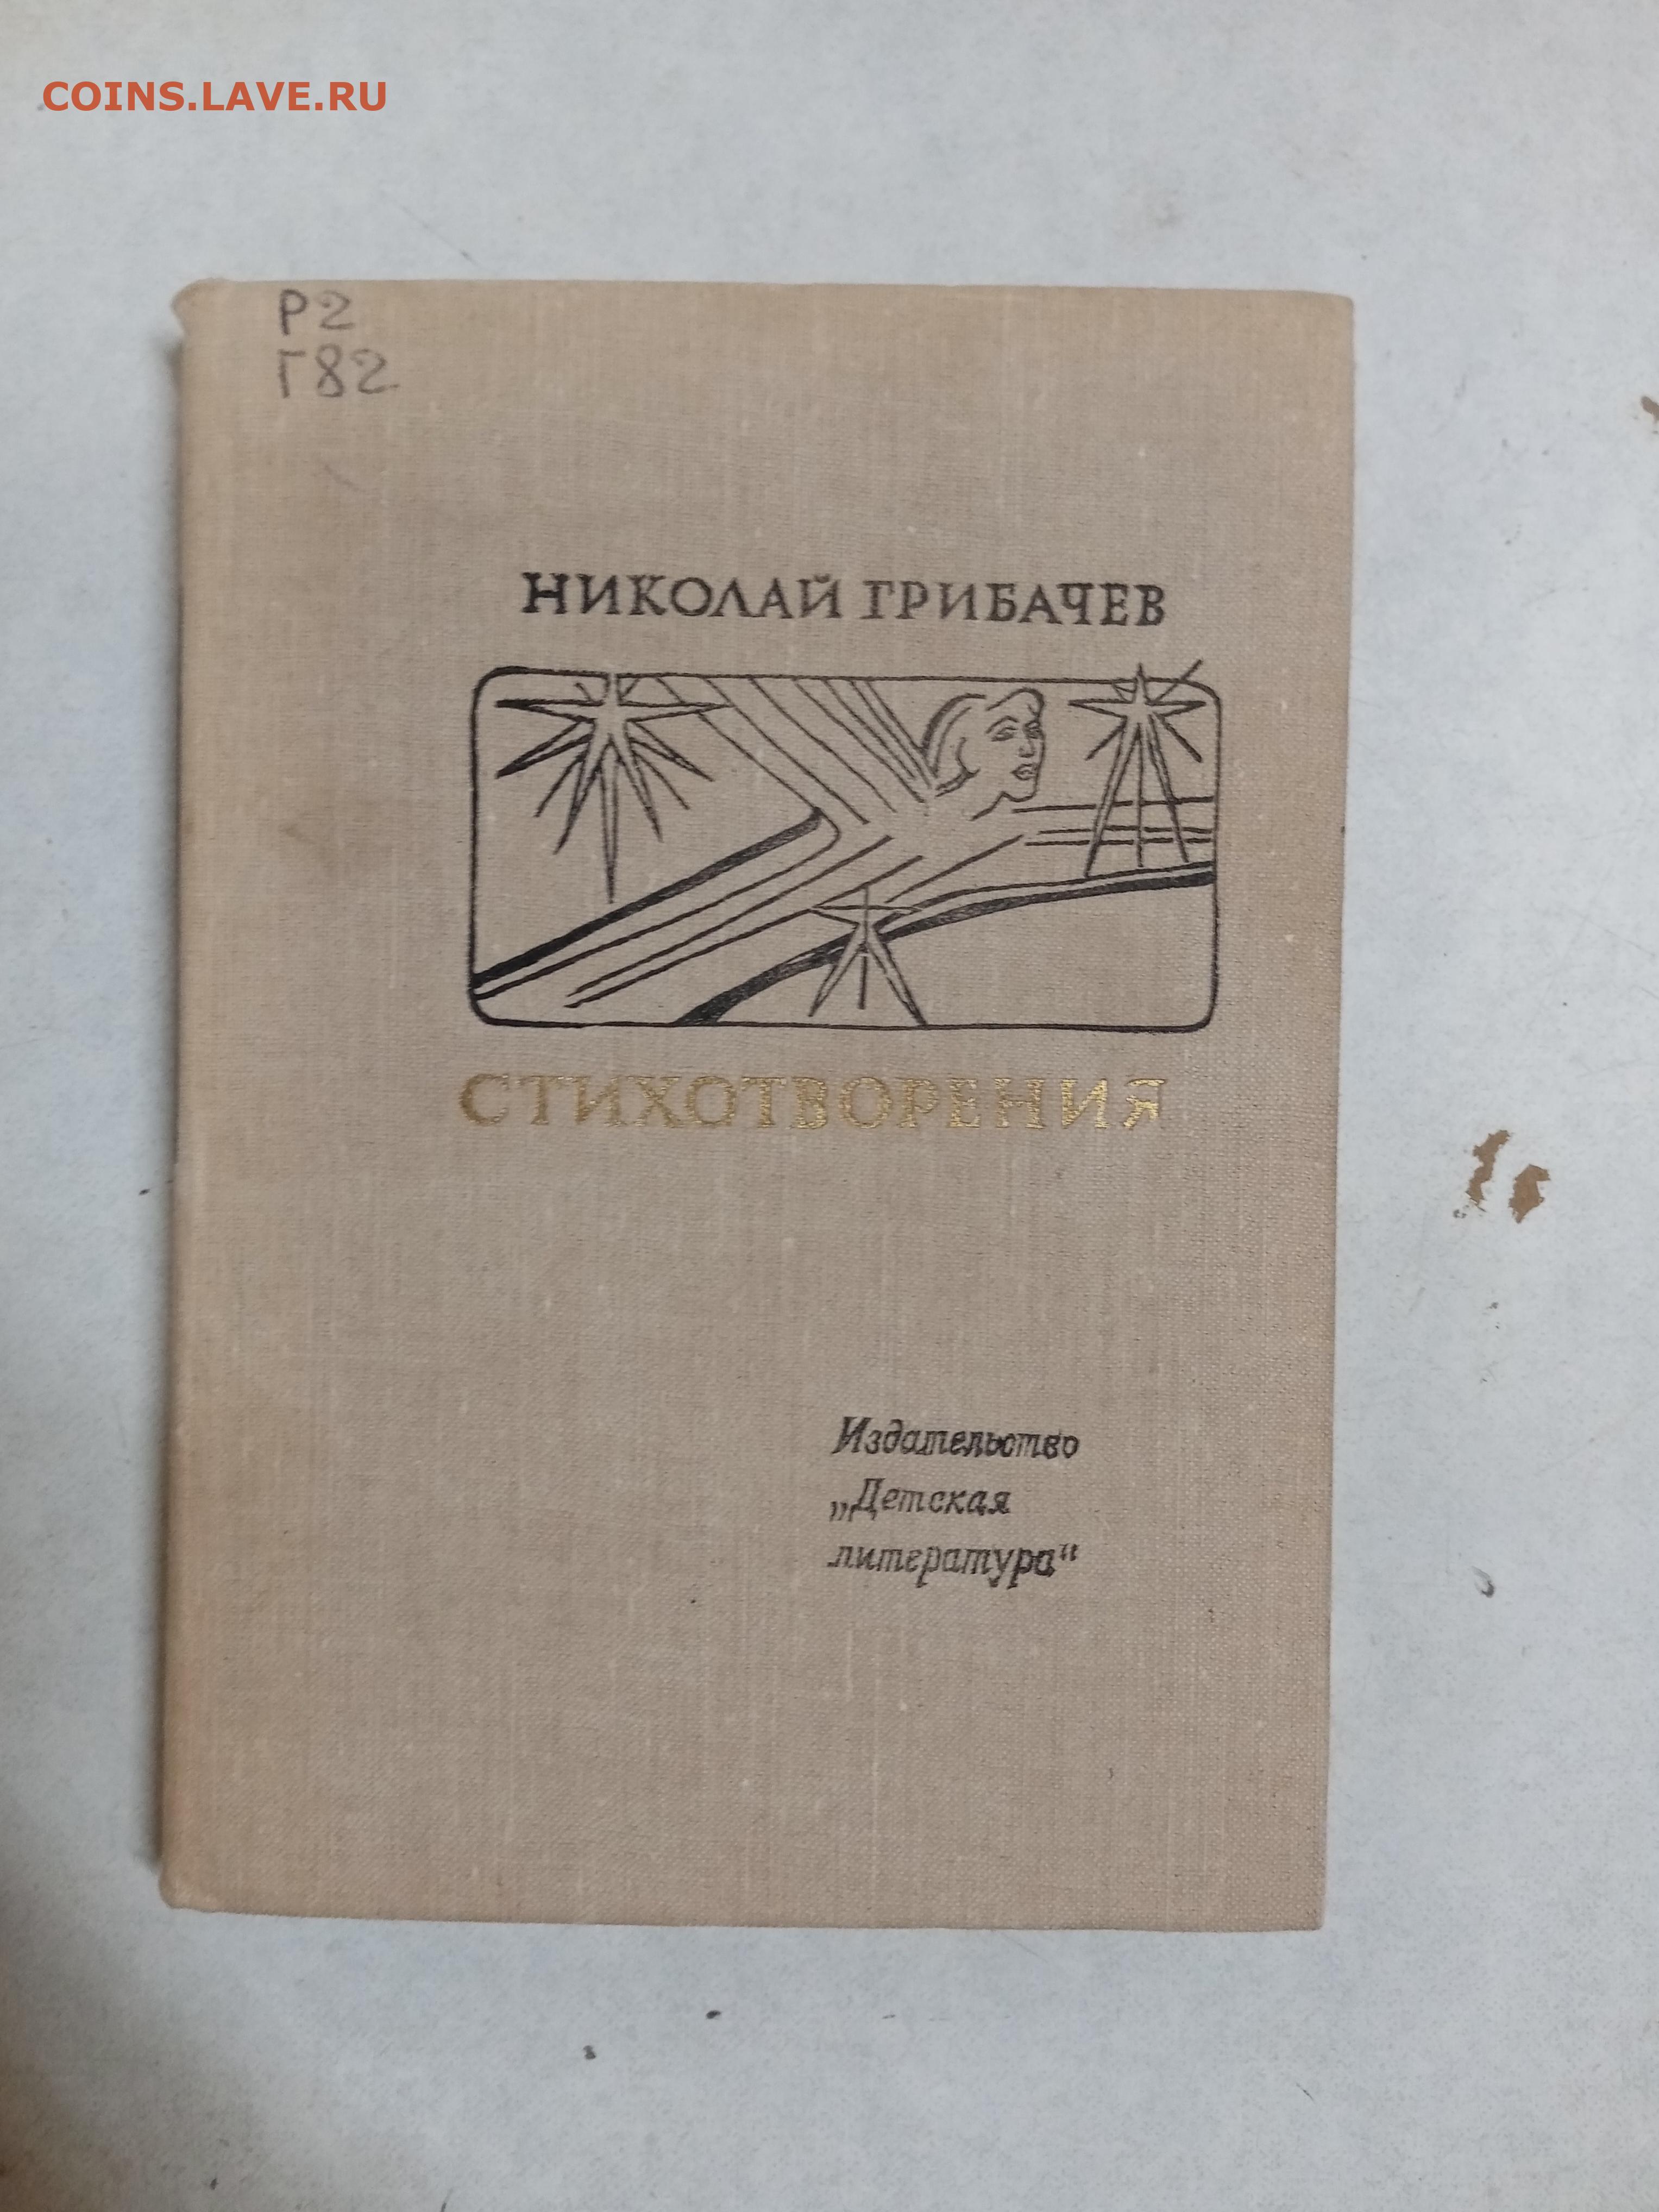 COINS.LAVE.RU
Р2
Г82
НИКОЛАЙ ГРИБАЧЕВ
СТИХОТВОРЕНИЯ
Издательство
„Детская
литература“